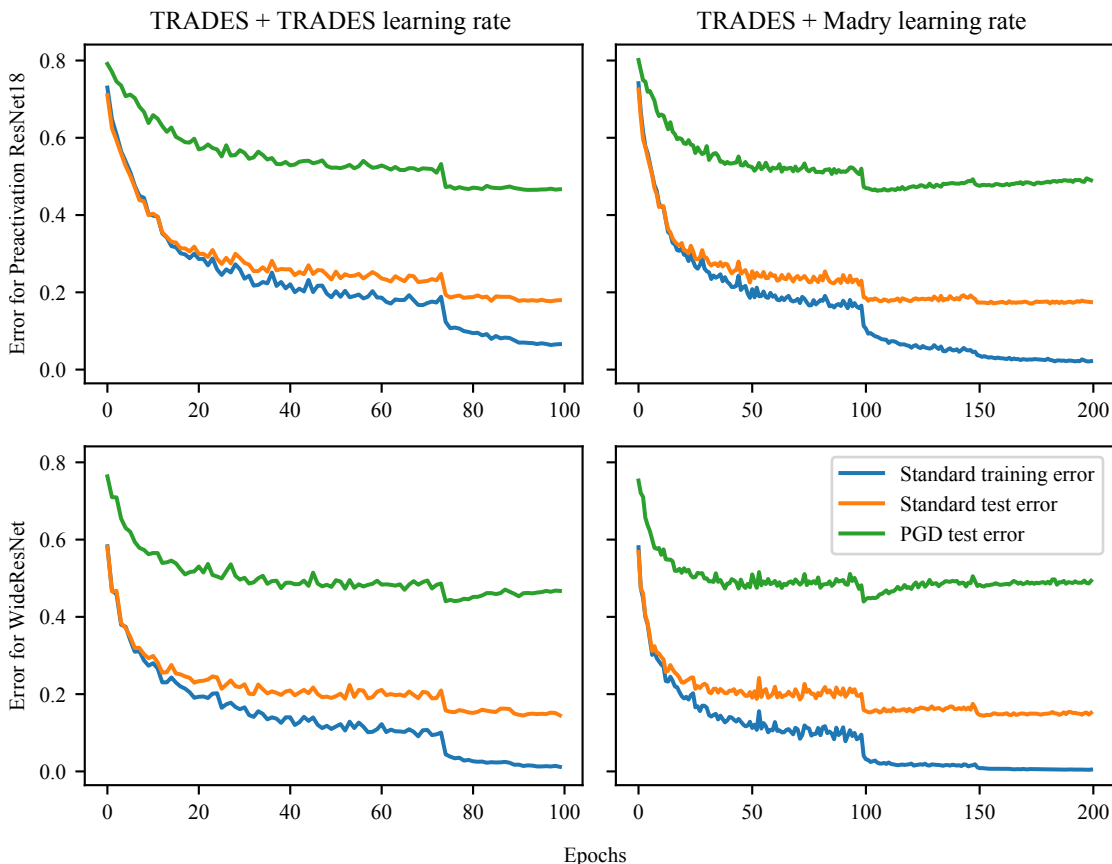 TRADES + TRADES learning rate
TRADES + Madry learning rate
Error for Preactivation ResNet18
0.8
0.6
0.4
0.2
0.0
0 20 40 60 80 100
0 50 100 150 200
Error for WideResNet
0.8
0.6
0.4
0.2
0.0
Standard training error
Standard test error
PGD test error
0 20 40 60 80 100
0 50 100 150 200
Epochs